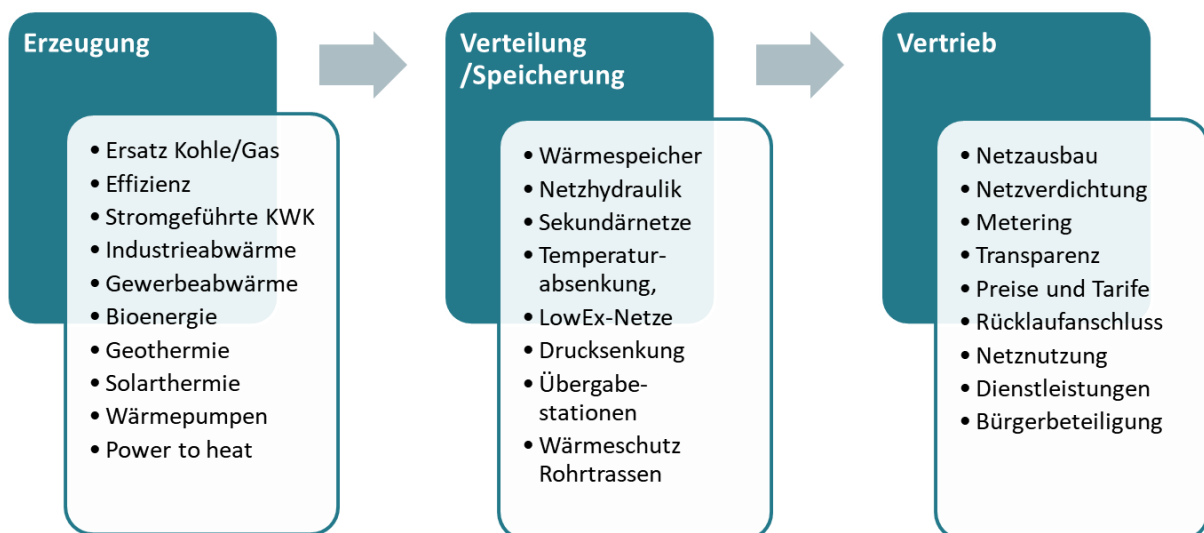 Erzeugung
• Ersatz Kohle/Gas
• Effizienz
• Stromgeführte KWK
• Industrieabwärme
• Gewerbeabwärme
• Bioenergie
• Geothermie
• Solarthermie
• Wärmepumpen
• Power to heat
Verteilung
/Speicherung
• Wärmespeicher
• Netzhydraulik
• Sekundärnetze
• Temperatur-
absenkung,
• LowEx-Netze
• Drucksenkung
• Übergabe-
stationen
• Wärmeschutz
Rohrtrassen
Vertrieb
• Netzausbau
• Netzverdichtung
• Metering
• Transparenz
• Preise und Tarife
• Rücklaufanschluss
• Netznutzung
• Dienstleistungen
• Bürgerbeteiligung